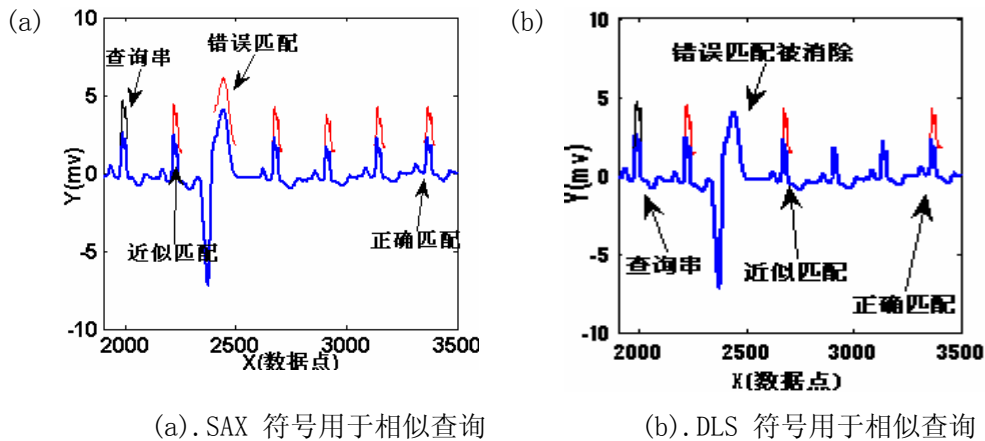 (a)
10
5
0
-5
-10
Y(mv)
查询串
错误匹配
近似匹配
正确匹配
2000 2500 3000 3500
X(数据点)
(b)
10
5
0
-5
-10
Y(mv)
错误匹配被消除
查询串
近似匹配
正确匹配
2000 2500 3000 3500
X(数据点)
(a).SAX 符号用于相似查询
(b).DLS 符号用于相似查询